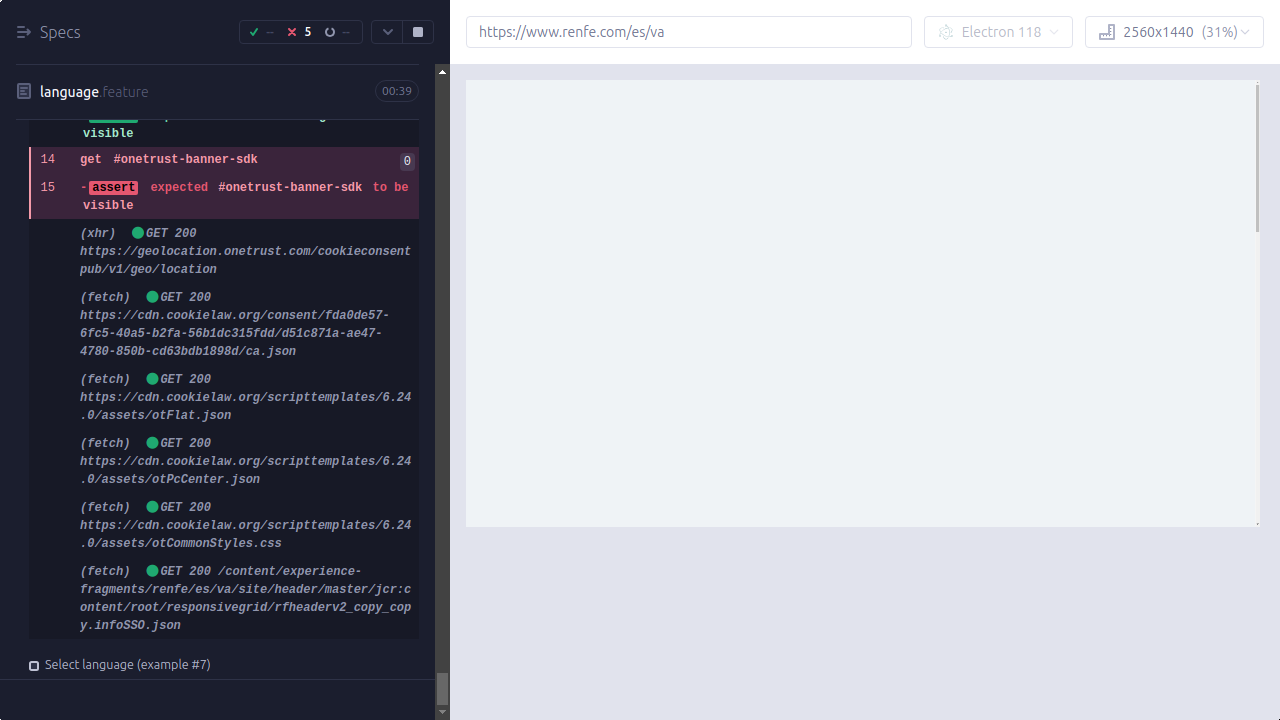 Specs
-- 5 --
https://www.renfe.com/es/va
Electron 118
2560x1440 (31%)
language.feature
00:39
visible
14 get #onetrust-banner-sdk 0
15 -assert expected #onetrust-banner-sdk to be
visible
(xhr) GET 200
https://geolocation.onetrust.com/cookieconsent
pub/v1/geo/location
(fetch) GET 200
https://cdn.cookielaw.org/consent/fda0de57-
6fc5-40a5-b2fa-56b1dc315fdd/d51c871a-ae47-
4780-850b-cd63bdb1898d/ca.json
(fetch) GET 200
https://cdn.cookielaw.org/scripttemplates/6.24
.0/assets/otFlat.json
(fetch) GET 200
https://cdn.cookielaw.org/scripttemplates/6.24
.0/assets/otPcCenter.json
(fetch) GET 200
https://cdn.cookielaw.org/scripttemplates/6.24
.0/assets/otCommonStyles.css
(fetch) GET 200 /content/experience-
fragments/renfe/es/va/site/header/master/jcr:c
ontent/root/responsivegrid/rfheaderv2_copy_cop
y.infoSSO.json
Select language (example #7)